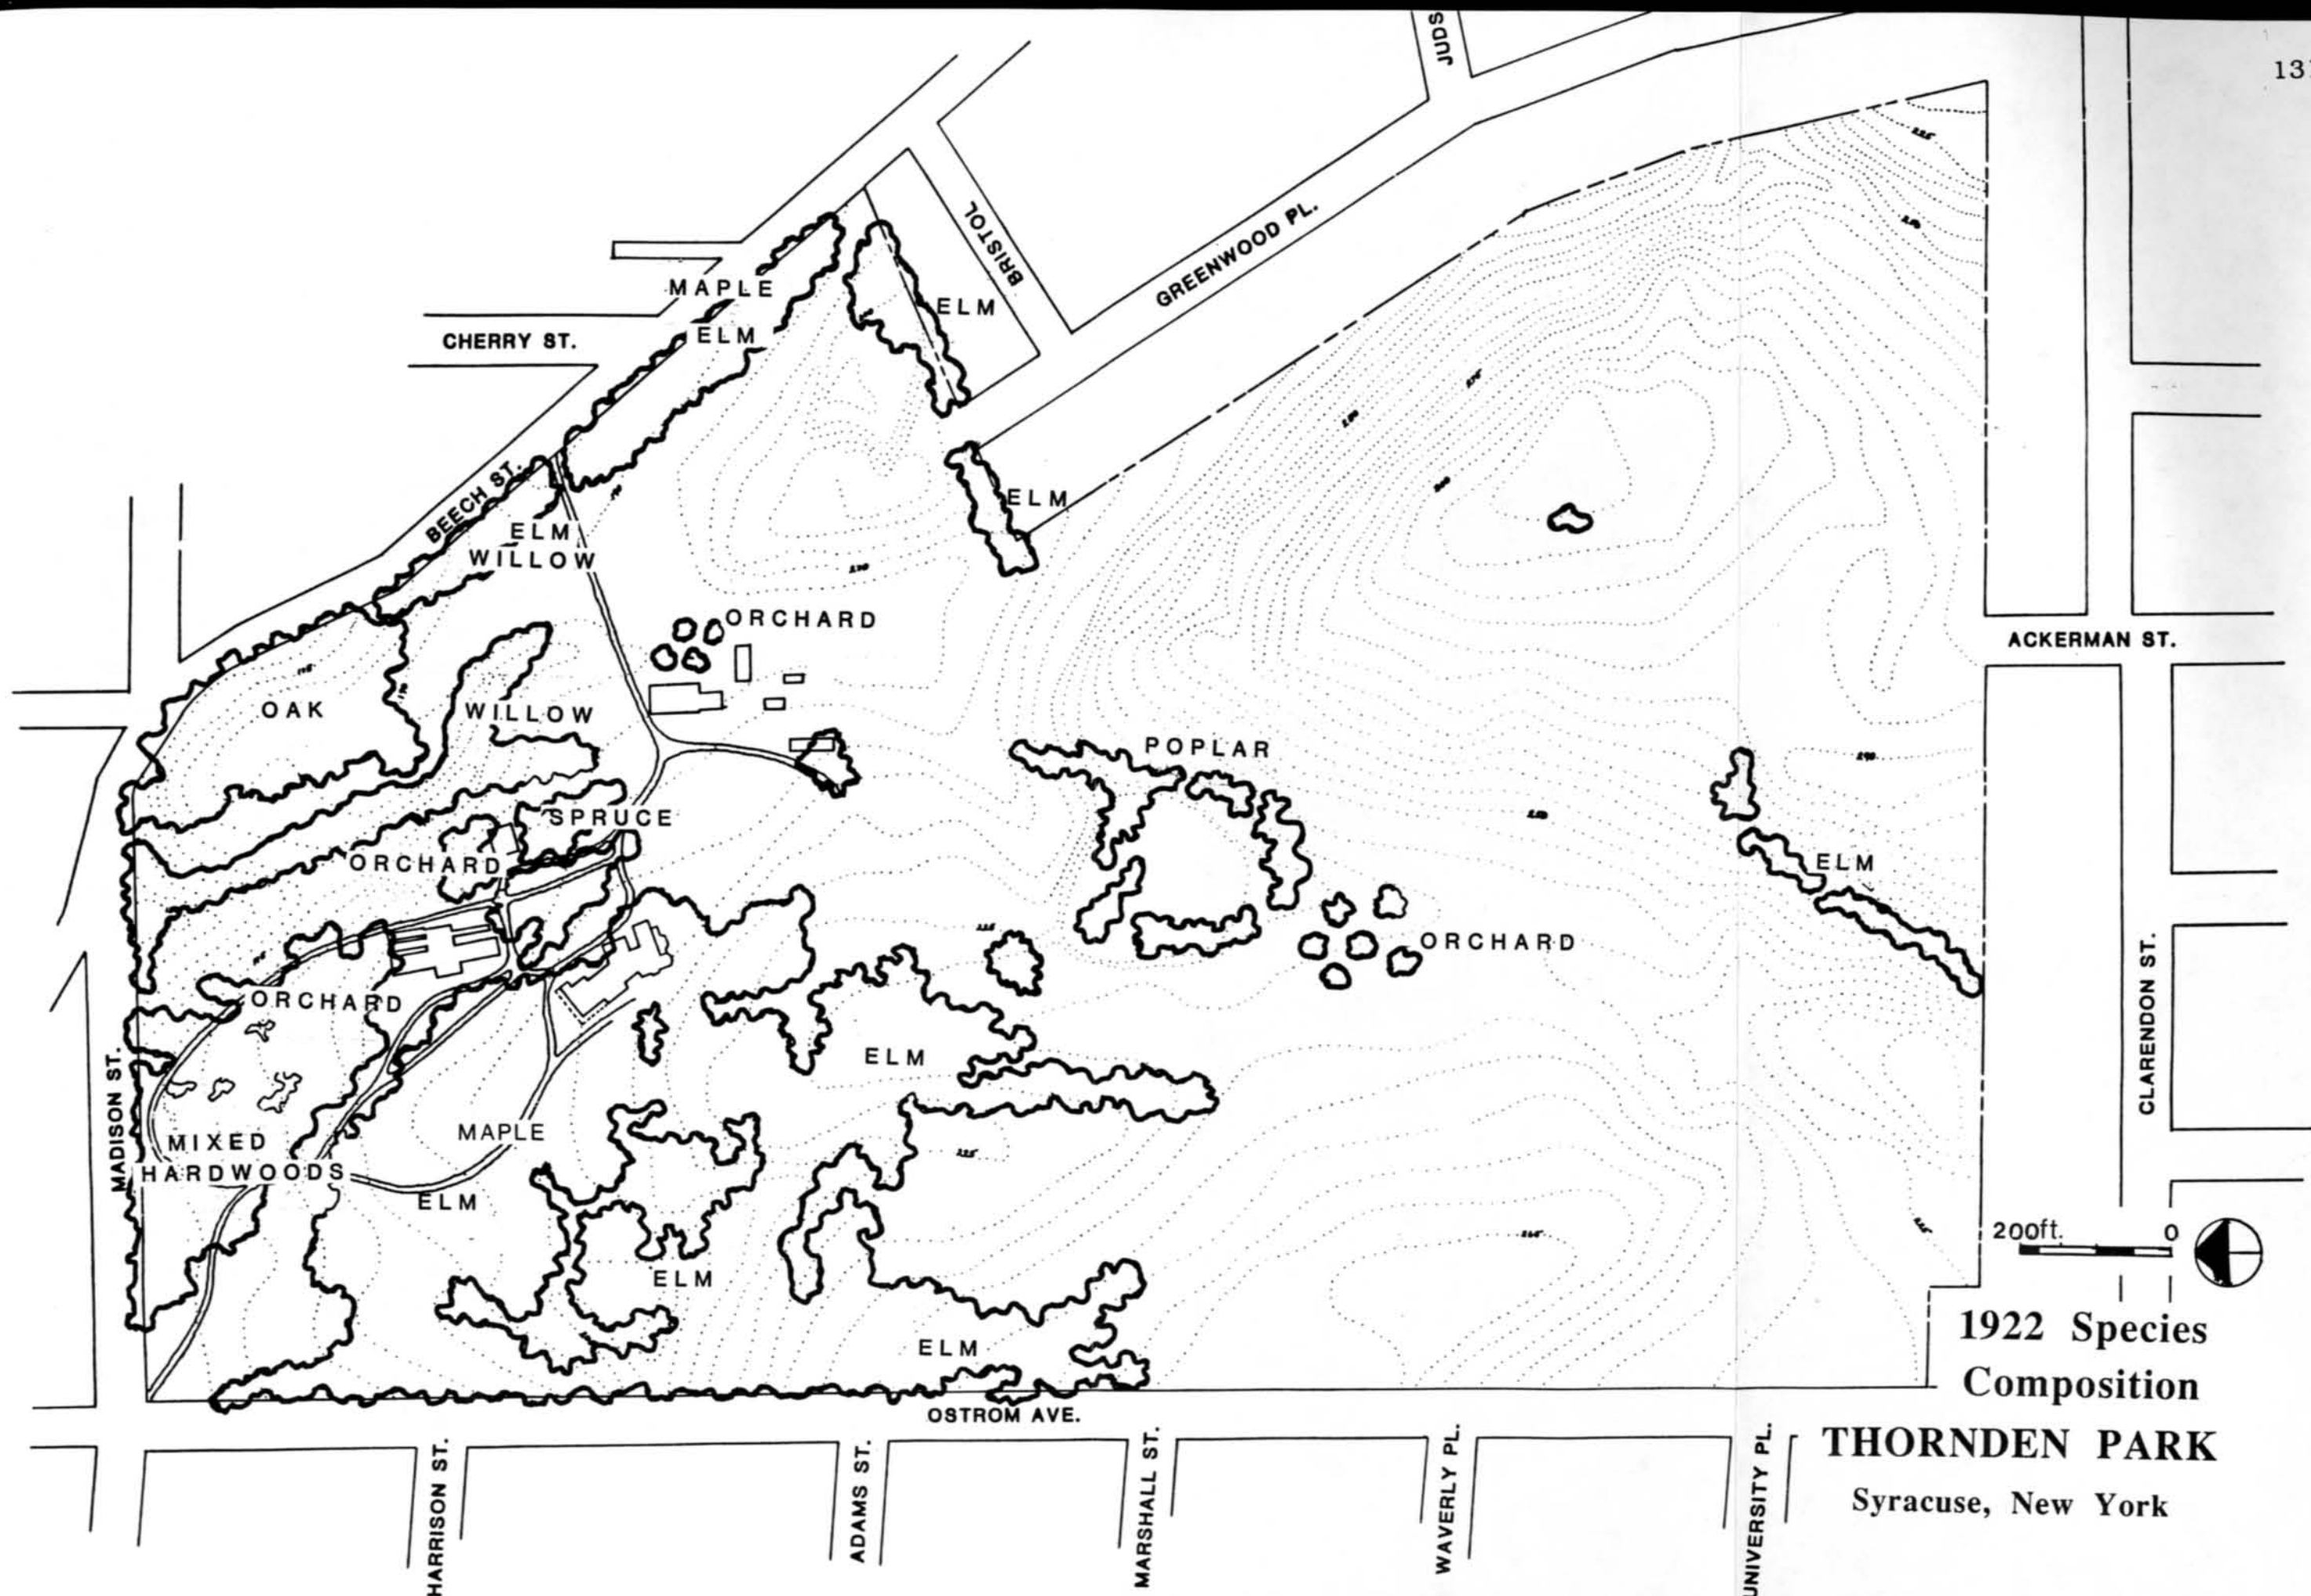 JUDS
131
225
MAPLE
ELM
CHERRY ST.
BRISTOL
ELM
GREENWOOD PL.
BEECH ST.
ELM
ELM
WILLOW
ORCHARD
ACKERMAN ST.
OAK
WILLOW
POPLAR
SPRUCE
ORCHARD
ELM
ORCHARD
ORCHARD
ELM
MADISON ST.
MAPLE
MIXED
HARDWOODS
ELM
CLARENDON ST.
ELM
ELM
200ft. 0
1922 Species
Composition
THORNDEN PARK
Syracuse, New York
OSTROM AVE.
HARRISON ST.
ADAMS ST.
MARSHALL ST.
WAVERLY PL.
UNIVERSITY PL.